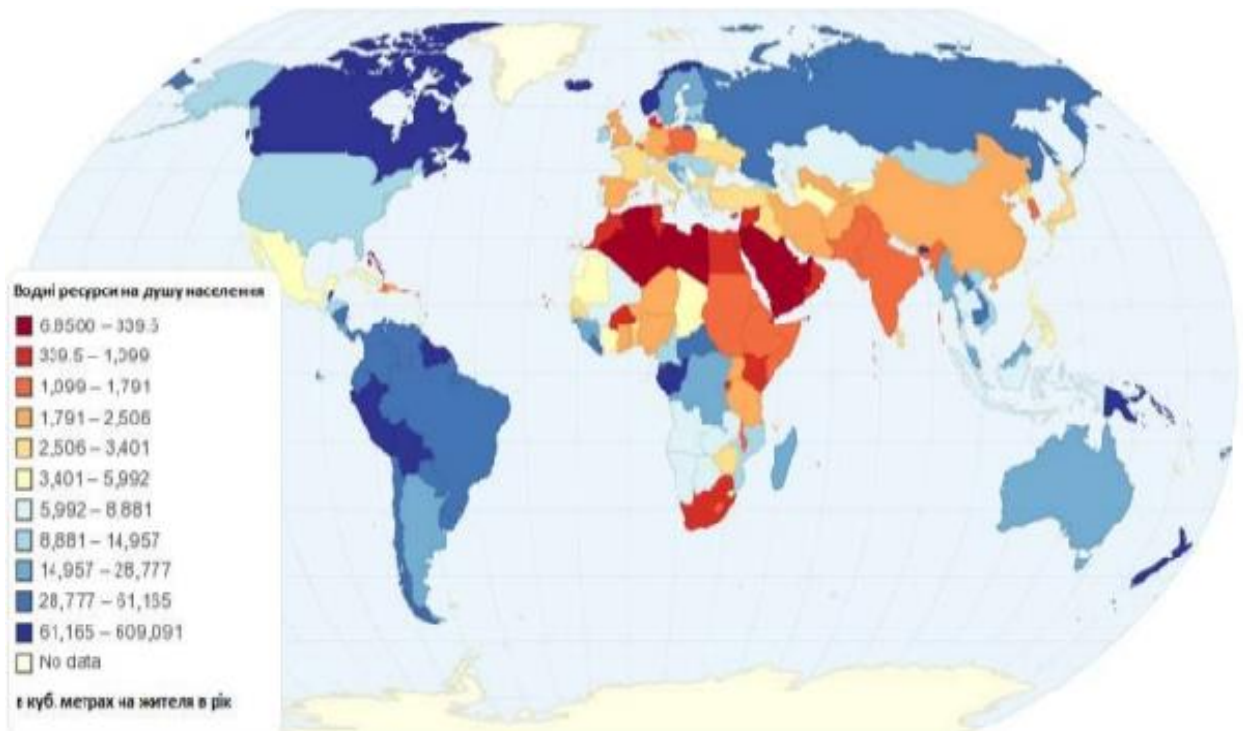 Водні ресурси на душу населення
6.8500 – 339.5
339.5 – 1,099
1,099 – 1,791
1,791 – 2,506
2,506 – 3,401
3,401 – 5,992
5,992 – 8,881
8,881 – 14,957
14,957 – 28,777
28,777 – 61,165
61,165 – 609,091
No data
в куб. метрах на жителя в рік